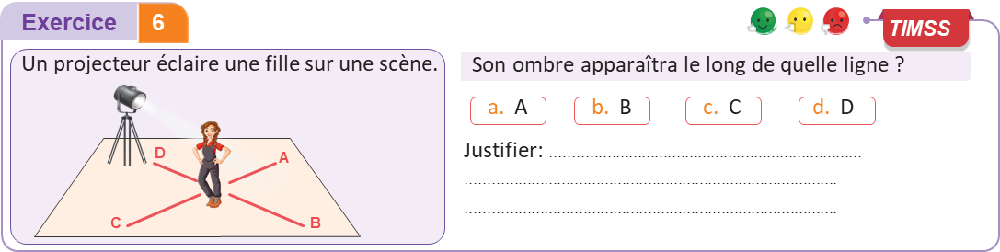 Exercice 6
TIMSS
Un projecteur éclaire une fille sur une scène.
D
A
C
B
Son ombre apparaîtra le long de quelle ligne ?
a. A b. B c. C d. D
Justifier: ..................................................................
................................................................................
................................................................................